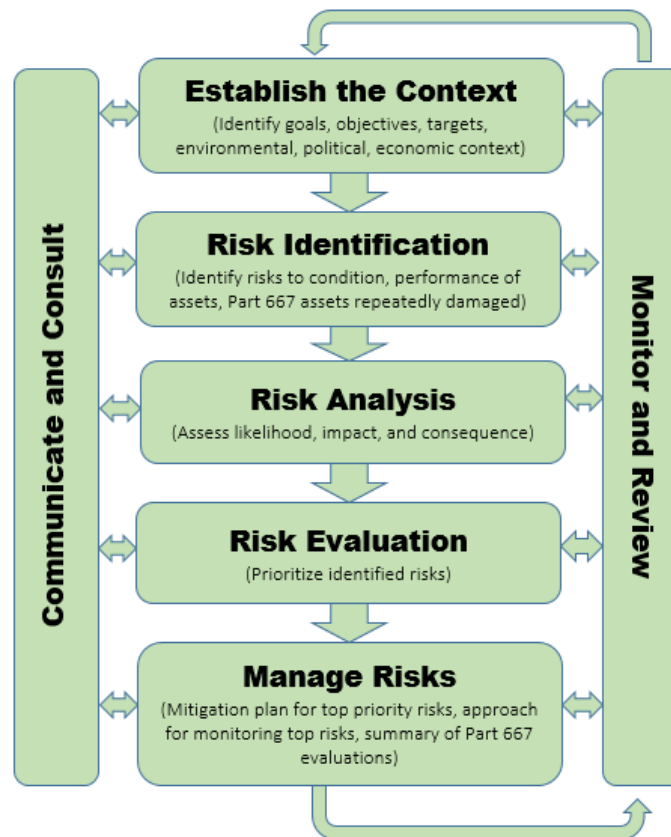 Establish the Context
(Identify goals, objectives, targets,
environmental, political, economic context)
Risk Identification
(Identify risks to condition, performance of
assets, Part 667 assets repeatedly damaged)
Risk Analysis
(Assess likelihood, impact, and consequence)
Risk Evaluation
(Prioritize identified risks)
Manage Risks
(Mitigation plan for top priority risks, approach
for monitoring top risks, summary of Part 667
evaluations)
Communicate and Consult
Monitor and Review